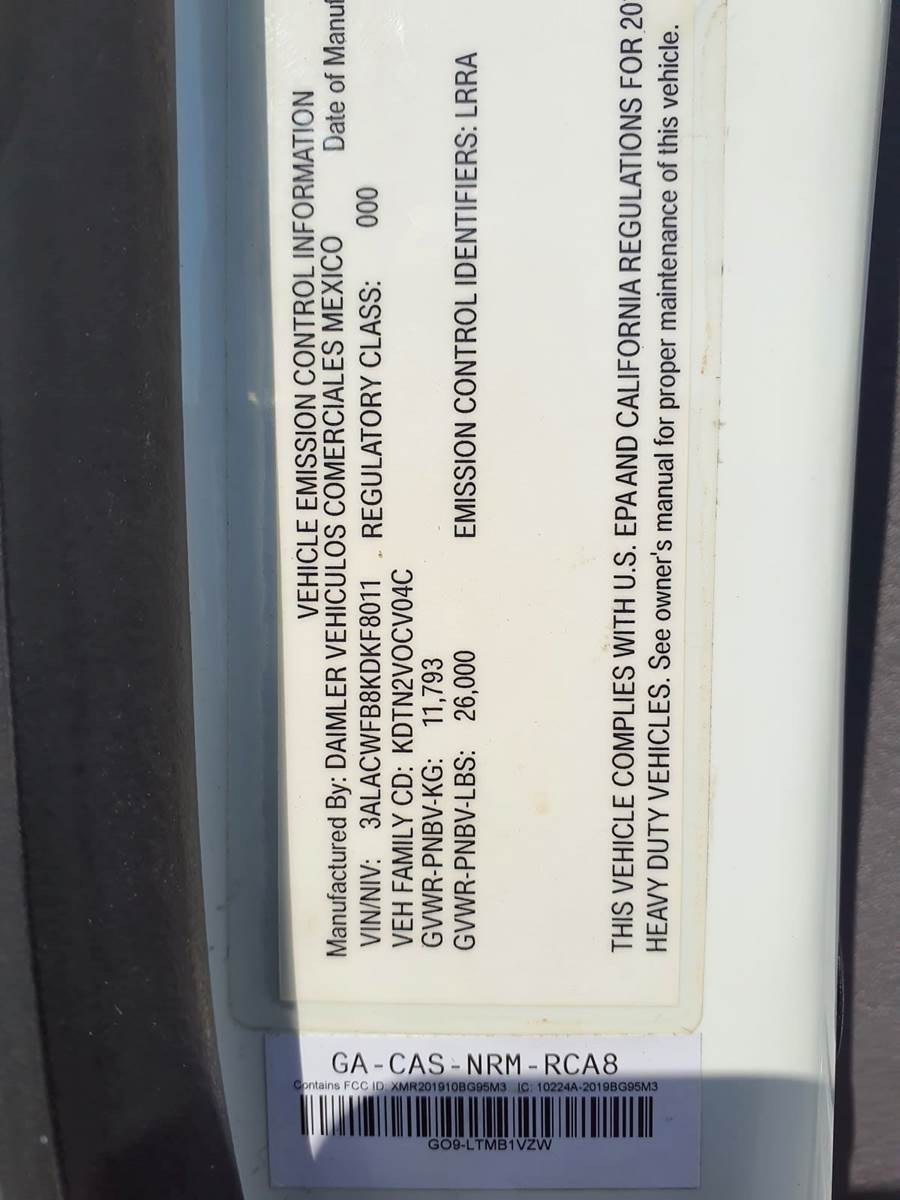 VEHICLE EMISSION CONTROL INFORMATION
Manufactured By: DAIMLER VEHICULOS COMERCIALES MEXICO Date of
VIN/NIV: 3ALACWFB8KDKF8011 REGULATORY CLASS: 000
VEH FAMILY CD: KDTN2VOCV04C
GVWR-PNBV-KG: 11,793
GVWR-PNBV-LBS: 26,000 EMISSION CONTROL IDENTIFIERS: LRRA
THIS VEHICLE COMPLIES WITH U.S. EPA AND CALIFORNIA REGULATIONS FOR
HEAVY DUTY VEHICLES. See owner's manual for proper maintenance of this vehicle.
GA-CAS-NRM-RCA8
Contains FCC ID: XMR201910BG95M3 IC: 10224A-2019BG95M3
GO9-LTMB1VZW